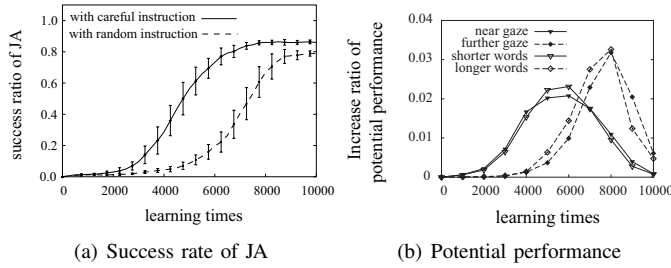 with careful instruction
with random instruction
success ratio of JA
1.0
0.8
0.6
0.4
0.2
0.0
0
2000
4000
6000
8000
10000
learning times
(a) Success rate of JA
near gaze
further gaze
shorter words
longer words
Increase ratio of
potential performance
0.04
0.03
0.02
0.01
0
0
2000
4000
6000
8000
10000
learning times
(b) Potential performance